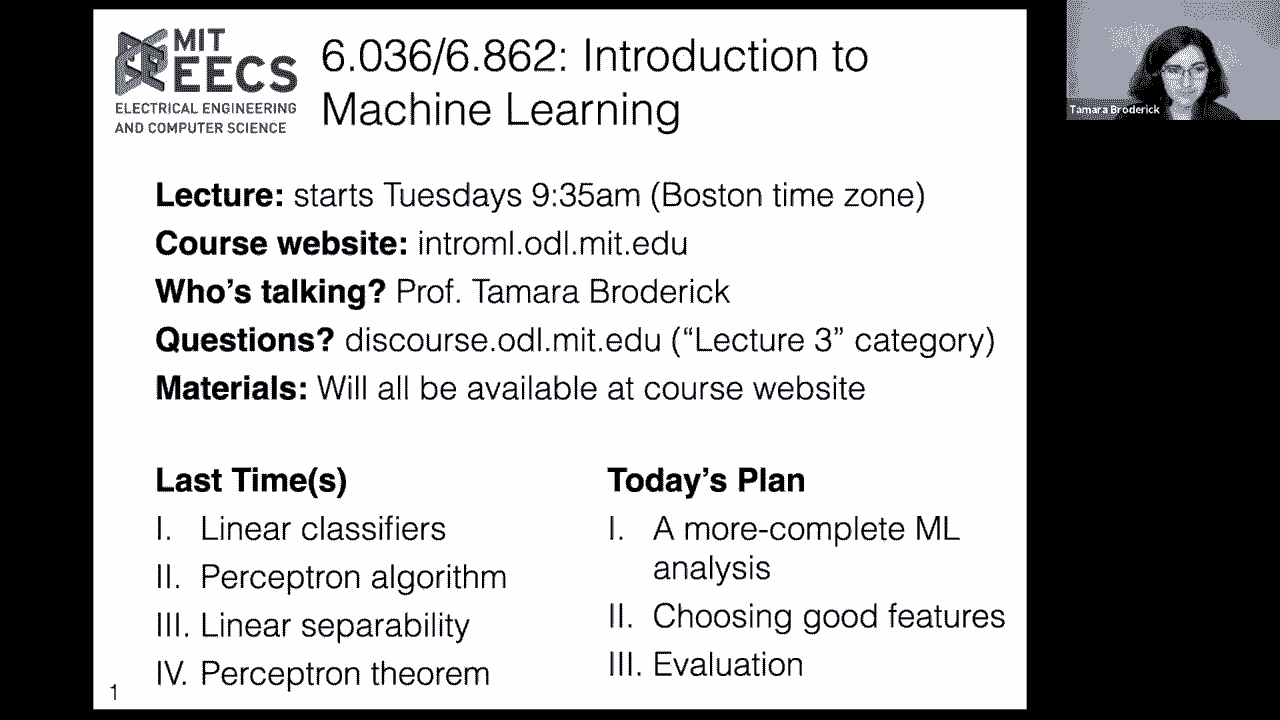 MIT
EECS
ELECTRICAL ENGINEERING
AND COMPUTER SCIENCE
6.036/6.862: Introduction to
Machine Learning
Tamara Broderick
Lecture: starts Tuesdays 9:35am (Boston time zone)
Course website: introml.odl.mit.edu
Who's talking? Prof. Tamara Broderick
Questions? discourse.odl.mit.edu (“Lecture 3” category)
Materials: Will all be available at course website
Last Time(s)
I. Linear classifiers
II. Perceptron algorithm
III. Linear separability
IV. Perceptron theorem
Today's Plan
I. A more-complete ML
analysis
II. Choosing good features
III. Evaluation
1